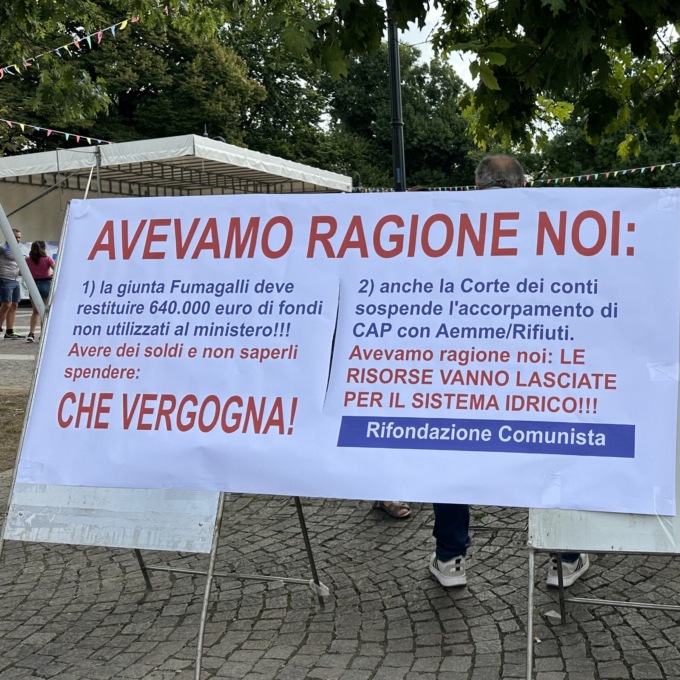 AVEVAMO RAGIONE NOI:
1) la giunta Fumagalli deve
restituire 640.000 euro di fondi
non utilizzati al ministero!!!
Avere dei soldi e non saperli
spendere:
CHE VERGOGNA!
2) anche la Corte dei conti
sospende l'accorpamento di
CAP con Aemme/Rifiuti.
Avevamo ragione noi: LE
RISORSE VANNO LASCIATE
PER IL SISTEMA IDRICO!!!
Rifondazione Comunista